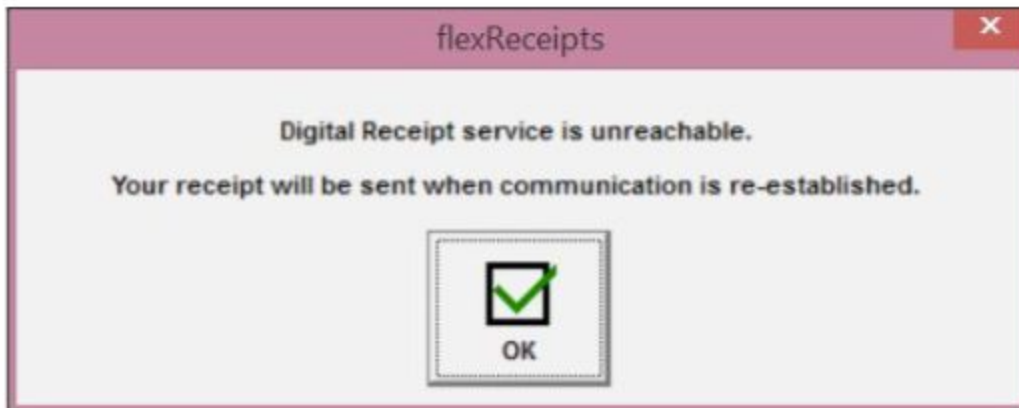 flexReceipts
Digital Receipt service is unreachable.
Your receipt will be sent when communication is re-established.
OK